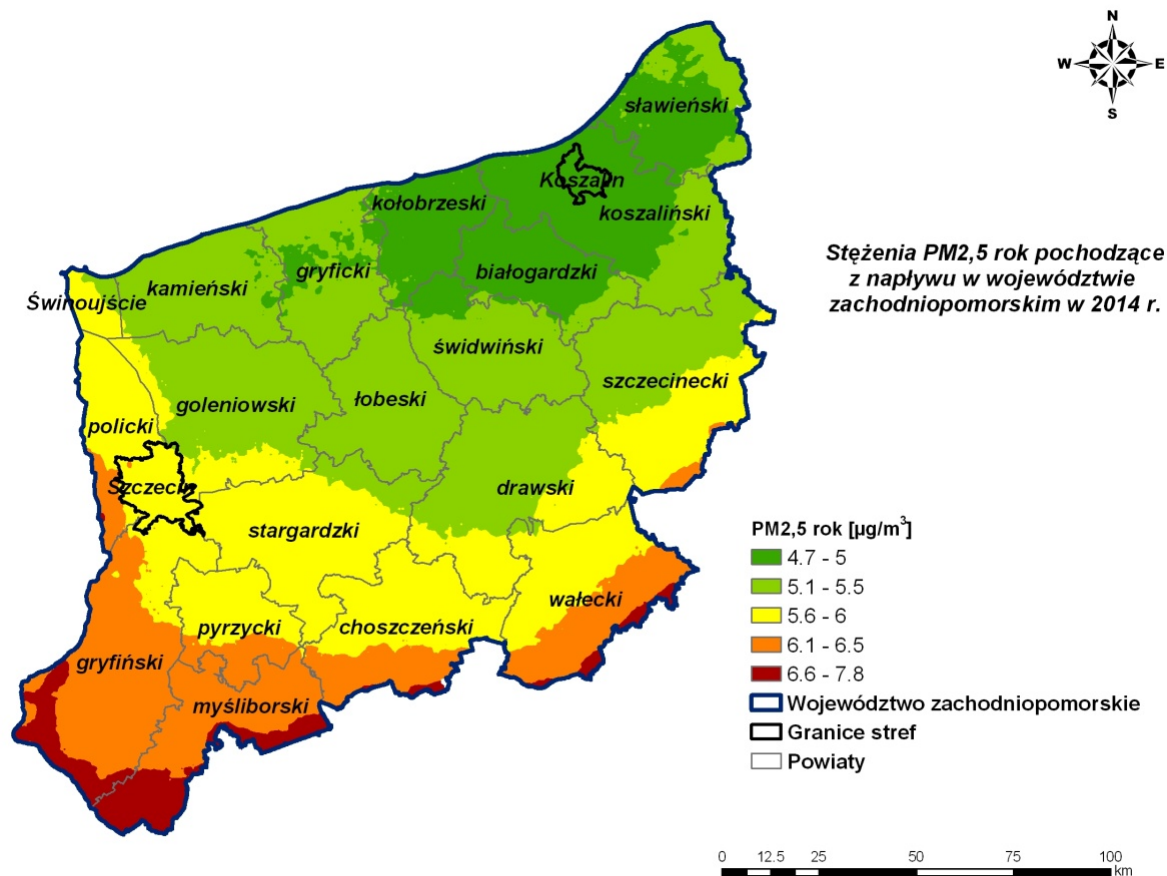 N
W E
S
sławieński
Koszalin
kołobrzeski
koszaliński
Stężenia PM2,5 rok pochodzące
z napływu w województwie
zachodniopomorskim w 2014 r.
gryficki
białogardzki
kamieński
Świnoujście
świdwiński
szczecinecki
łobeski
goleniowski
policki
Szczecin
drawski
stargardzki
wałecki
pyrzycki
choszczeński
gryfiński
myśliborski
PM2,5 rok [µg/m³]
4.7 - 5
5.1 - 5.5
5.6 - 6
6.1 - 6.5
6.6 - 7.8
Województwo zachodniopomorskie
Granice stref
Powiaty
0 12.5 25 50 75 100
km